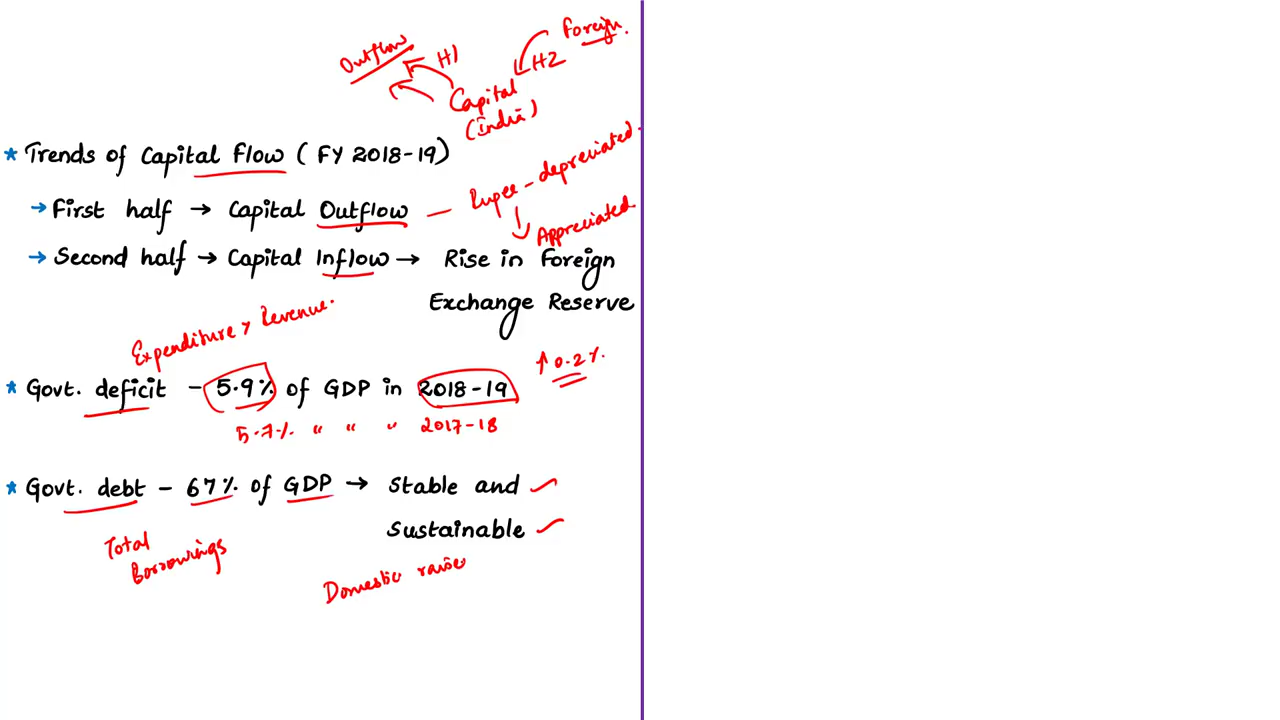 Outflow
H1
Foreign.
H2
Capital
(India)
* Trends of Capital Flow ( FY 2018-19)
→ First half → Capital Outflow — Rupee - depreciated.
Appreciated
→ Second half → Capital Inflow → Rise in Foreign
Exchange Reserve
Expenditure > Revenue.
* Govt. deficit - 5.9% of GDP in 2018-19
↑ 0.2%.
5.7% " " " 2017-18
* Govt. debt - 67% of GDP → Stable and
Sustainable
Total
Borrowings
Domestic raise